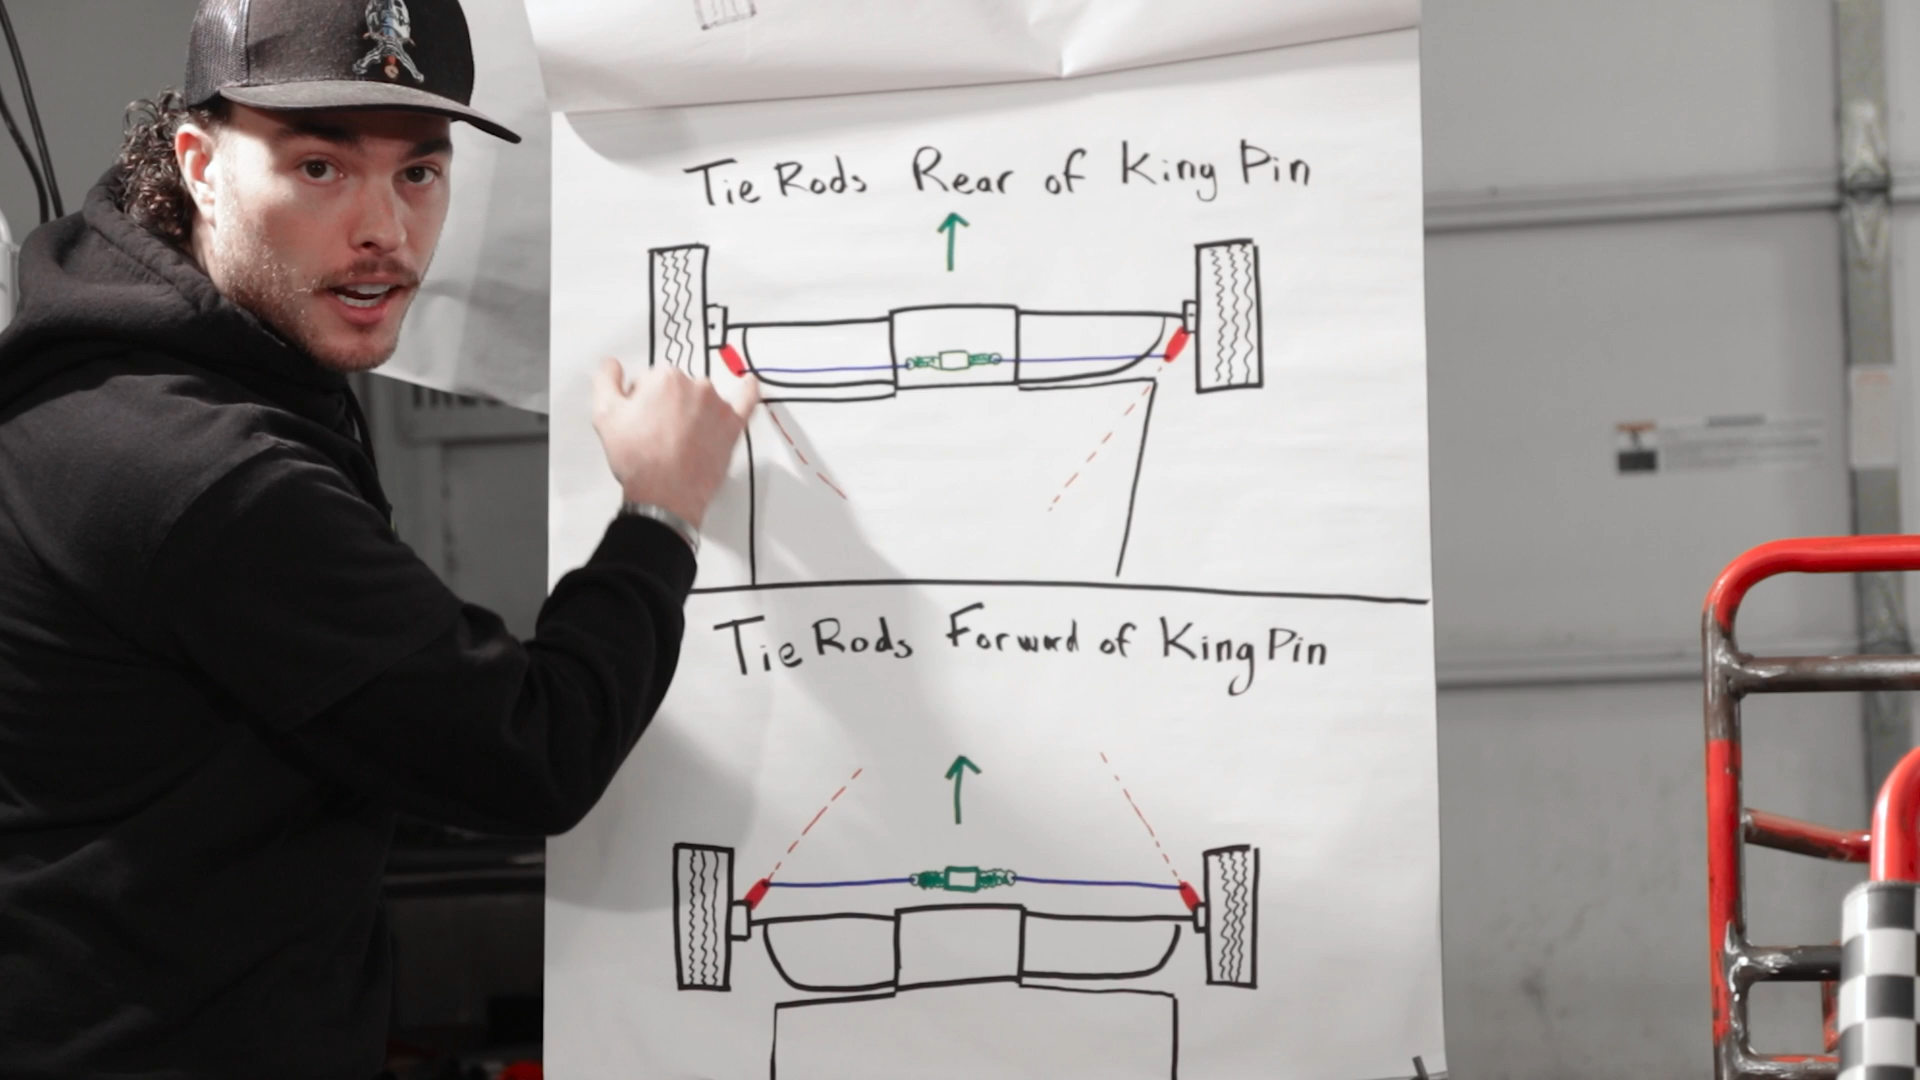 Tie Rods Rear of King Pin
Tie Rods Forward of King Pin